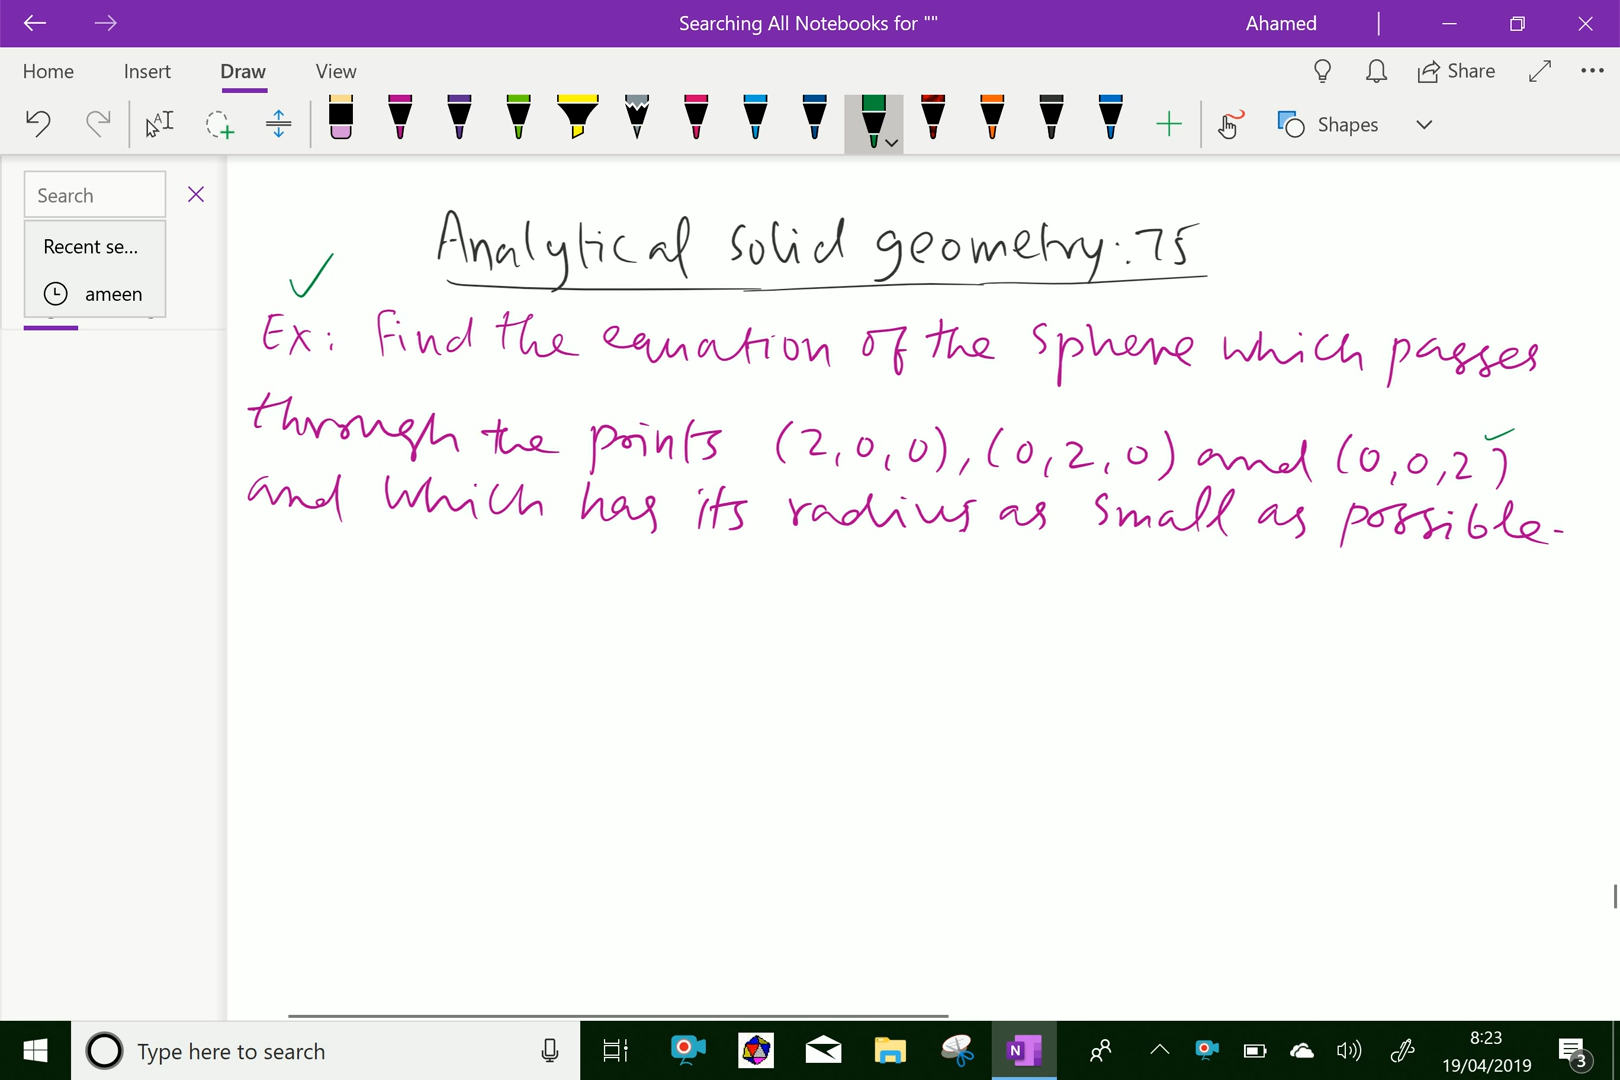 Searching All Notebooks for ""
Ahamed
Home Insert Draw View
Share
Shapes
Search
Recent se...
ameen
Analytical solid geometry: 75
Ex: Find the equation of the sphere which passes
through the points (2,0,0), (0,2,0) and (0,0,2)
and which has its radius as small as possible.
Type here to search
8:23
19/04/2019
3